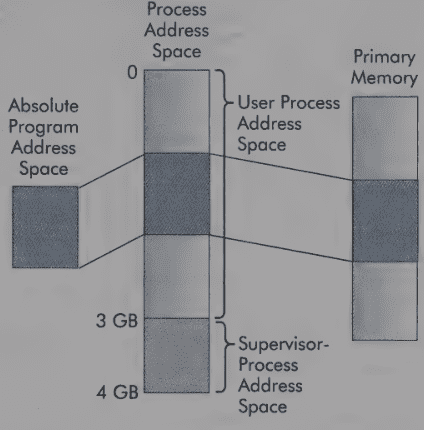 Process
Address
Space
0
User Process
Address
Space
Primary
Memory
Absolute
Program
Address
Space
3 GB
4 GB
Supervisor-
Process
Address
Space